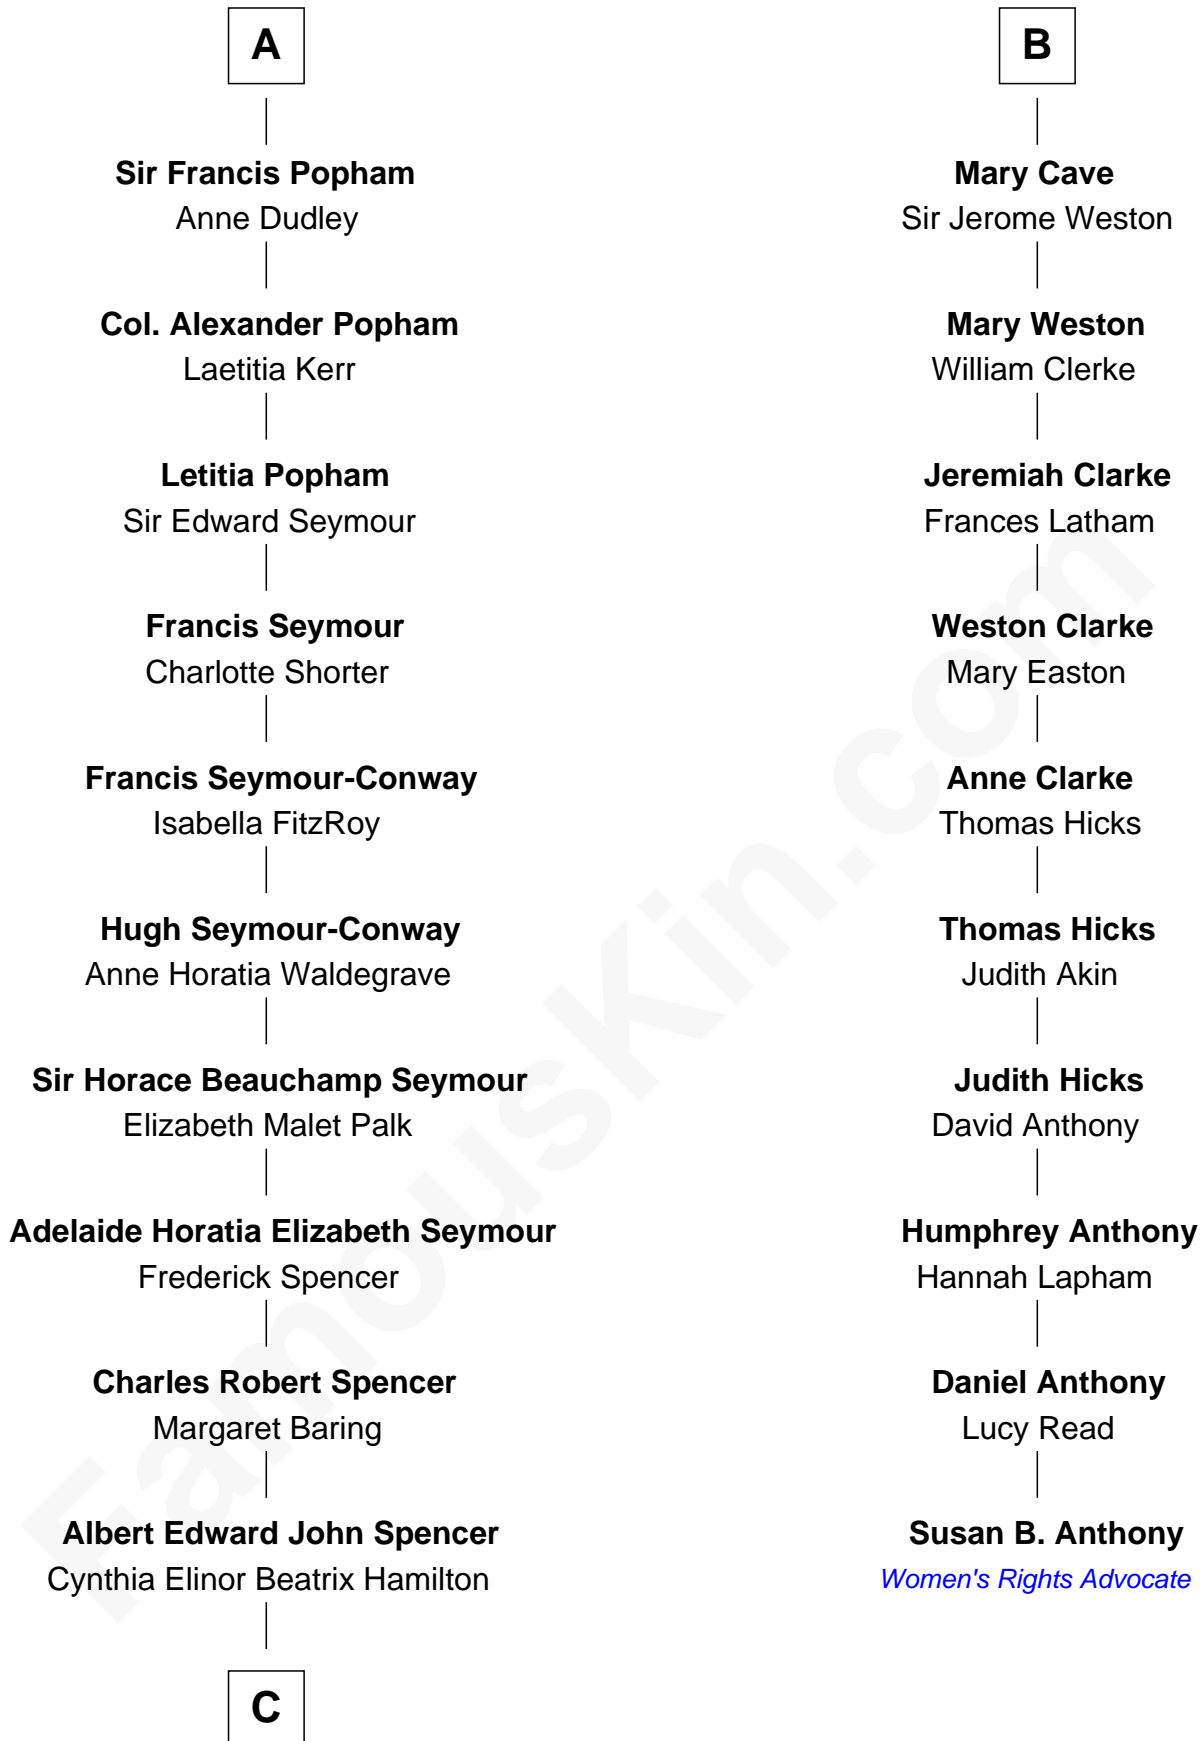 A
Sir Francis Popham
Anne Dudley
Col. Alexander Popham
Laetitia Kerr
Letitia Popham
Sir Edward Seymour
Francis Seymour
Charlotte Shorter
Francis Seymour-Conway
Isabella FitzRoy
Hugh Seymour-Conway
Anne Horatia Waldegrave
Sir Horace Beauchamp Seymour
Elizabeth Malet Palk
Adelaide Horatia Elizabeth Seymour
Frederick Spencer
Charles Robert Spencer
Margaret Baring
Albert Edward John Spencer
Cynthia Elinor Beatrix Hamilton
C
B
Mary Cave
Sir Jerome Weston
Mary Weston
William Clerke
Jeremiah Clarke
Frances Latham
Weston Clarke
Mary Easton
Anne Clarke
Thomas Hicks
Thomas Hicks
Judith Akin
Judith Hicks
David Anthony
Humphrey Anthony
Hannah Lapham
Daniel Anthony
Lucy Read
Susan B. Anthony
Women's Rights Advocate
FamousKin.com